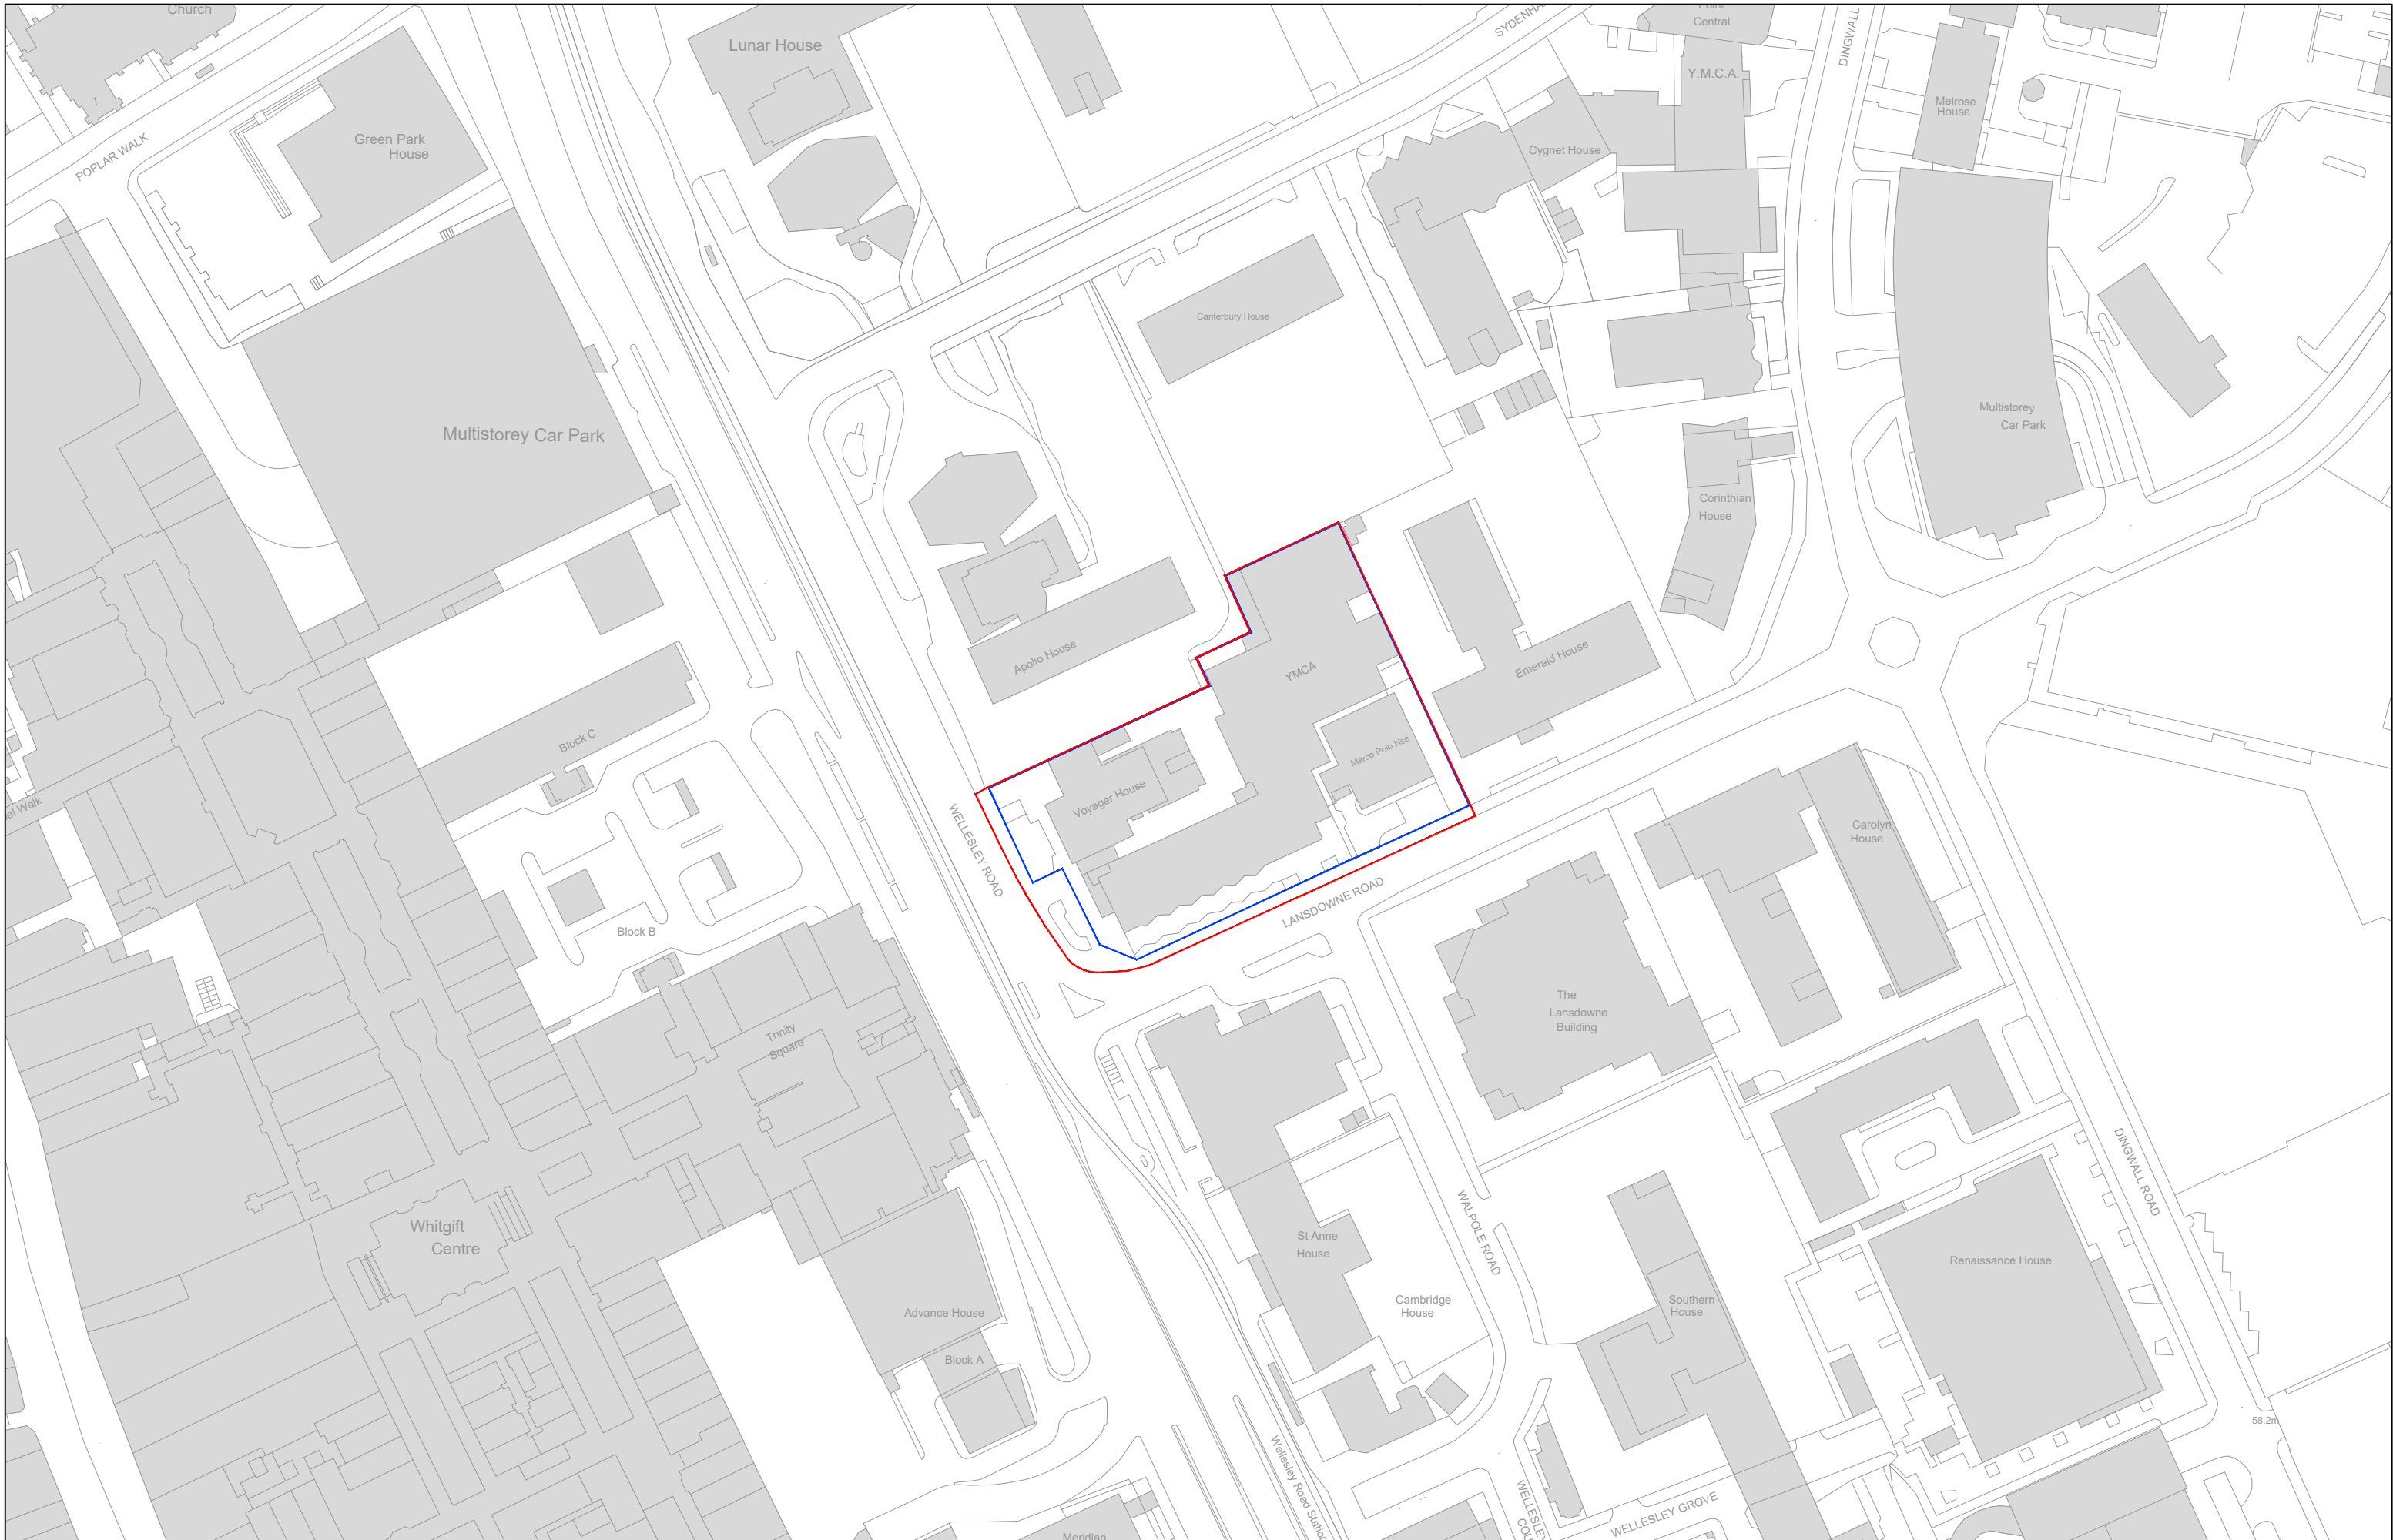 Church
7
POPLAR WALK
Green Park
House
Lunar House
Point
Central
Y.M.C.A.
Cygnet House
DINGWALL
Melrose
House
Canterbury House
Multistorey Car Park
Multistorey
Car Park
Corinthian
House
Apollo House
YMCA
Emerald House
Marco Polo Hse
Voyager House
Block C
WELLESLEY ROAD
LANSDOWNE ROAD
Carolyn
House
Block B
Trinity
Square
The
Lansdowne
Building
DINGWALL ROAD
WALPOLE ROAD
Whitgift
Centre
St Anne
House
Cambridge
House
Southern
House
Renaissance House
Advance House
Block A
58.2m
Wellesley Road Station
WELLESLEY
WELLESLEY GROVE
Meridian